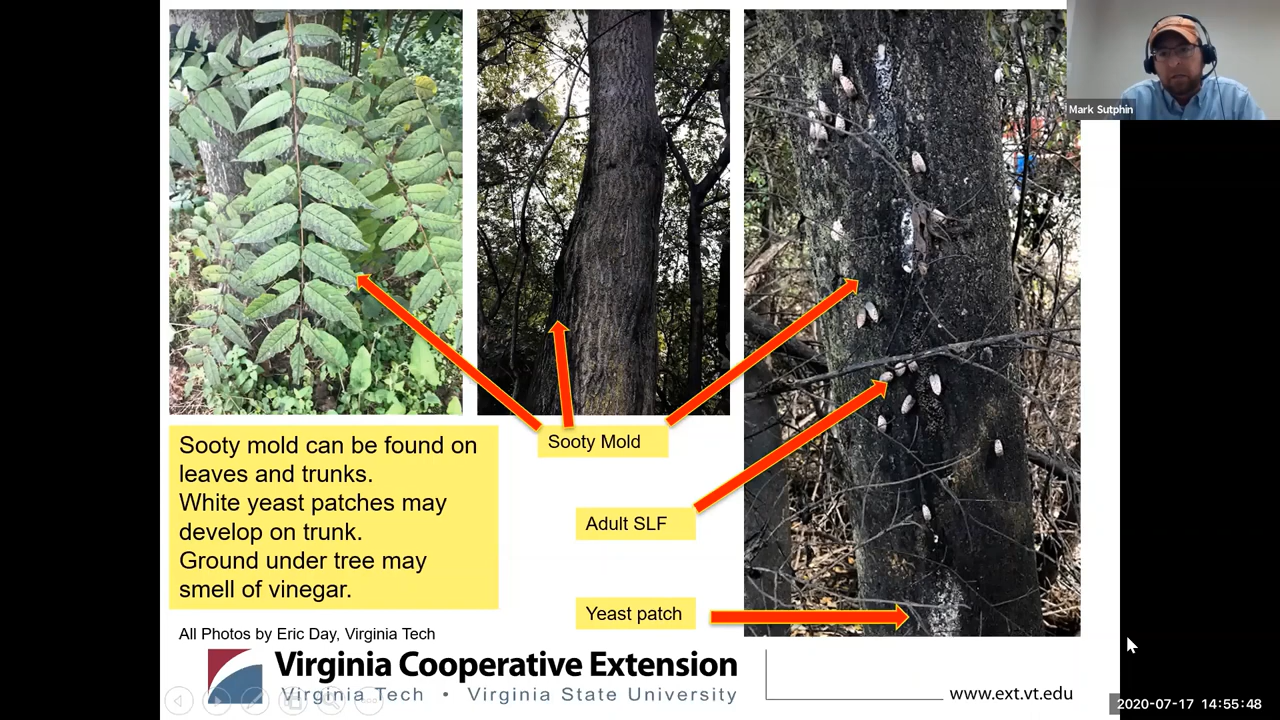 Mark Sutphin
Sooty mold can be found on
leaves and trunks.
White yeast patches may
develop on trunk.
Ground under tree may
smell of vinegar.
Sooty Mold
Adult SLF
Yeast patch
All Photos by Eric Day, Virginia Tech
Virginia Cooperative Extension
Virginia Tech • Virginia State University
www.ext.vt.edu
2020-07-17 14:55:48